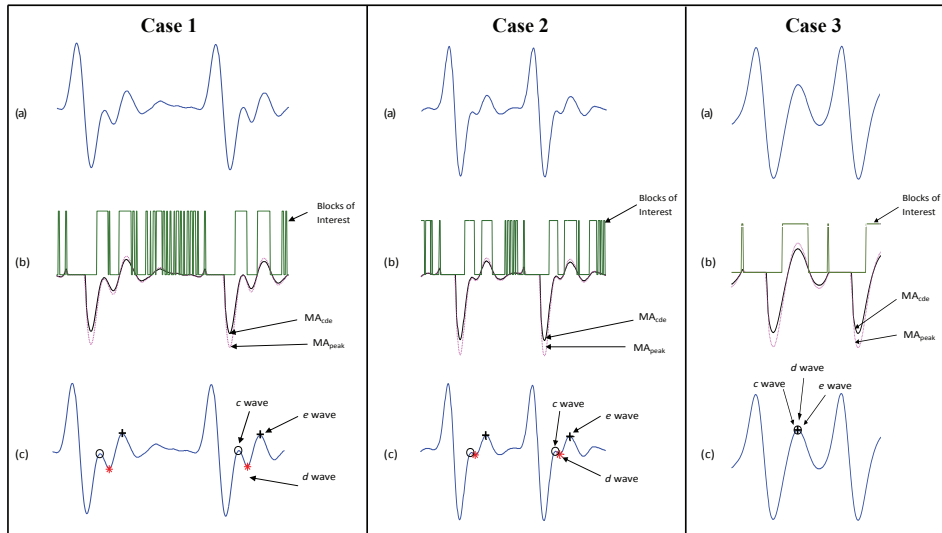 Case 1
(a)
Blocks of
Interest
(b)
MAcde
MApeak
c wave
e wave
(c)
d wave
Case 2
(a)
Blocks of
Interest
(b)
MAcde
MApeak
c wave
e wave
(c)
d wave
Case 3
(a)
Blocks of
Interest
(b)
MAcde
MApeak
d wave
c wave
e wave
(c)